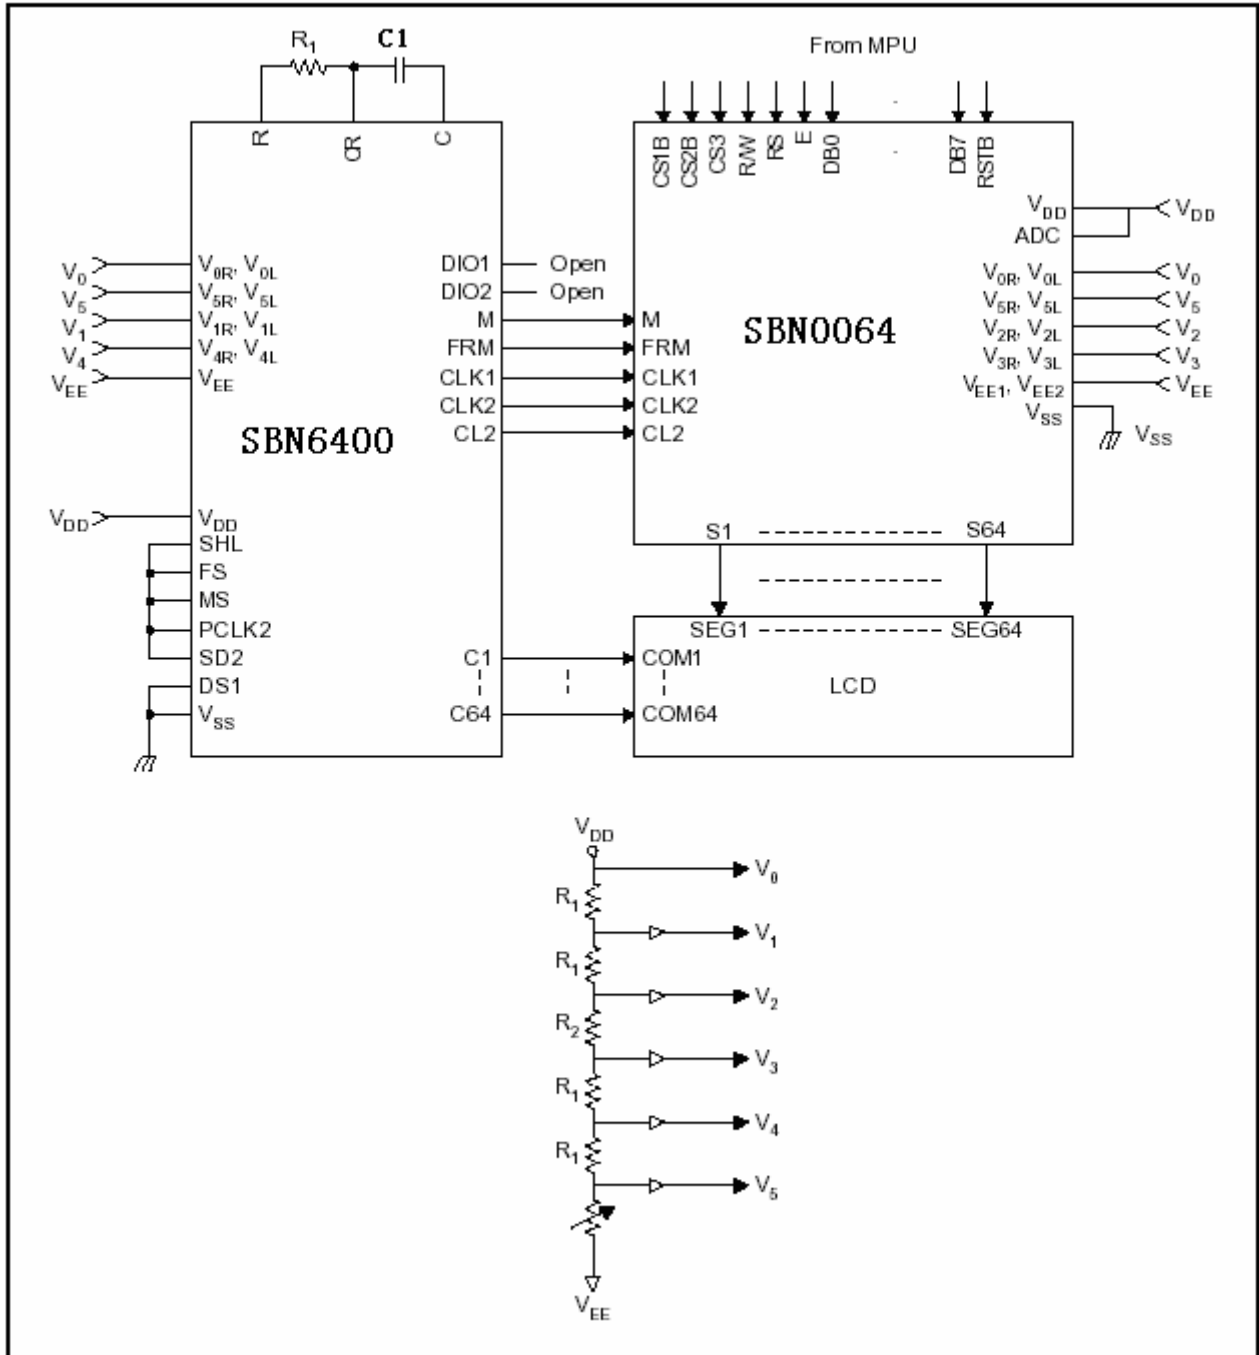 R1 C1
From MPU
R CR C
CS1B CS2B CS3 R/W RS E DB0 DB7 RSTB
VDD VDD
ADC
V0 V0R, V0L
V5 V5R, V5L
V1 V1R, V1L
V4 V4R, V4L
VEE VEE
DIO1 Open
DIO2 Open
M M
FRM FRM
CLK1 CLK1
CLK2 CLK2
CL2 CL2
V0R, V0L V0
V5R, V5L V5
V2R, V2L V2
V3R, V3L V3
VEE1, VEE2 VEE
VSS VSS
SBN6400
SBN0064
VDD VDD
SHL
FS
MS
PCLK2
SD2
DS1
VSS
S1 S64
SEG1 SEG64
C1 COM1
LCD
C64 COM64
VDD
V0
R1
V1
R1
V2
R2
V3
R1
V4
R1
V5
VEE